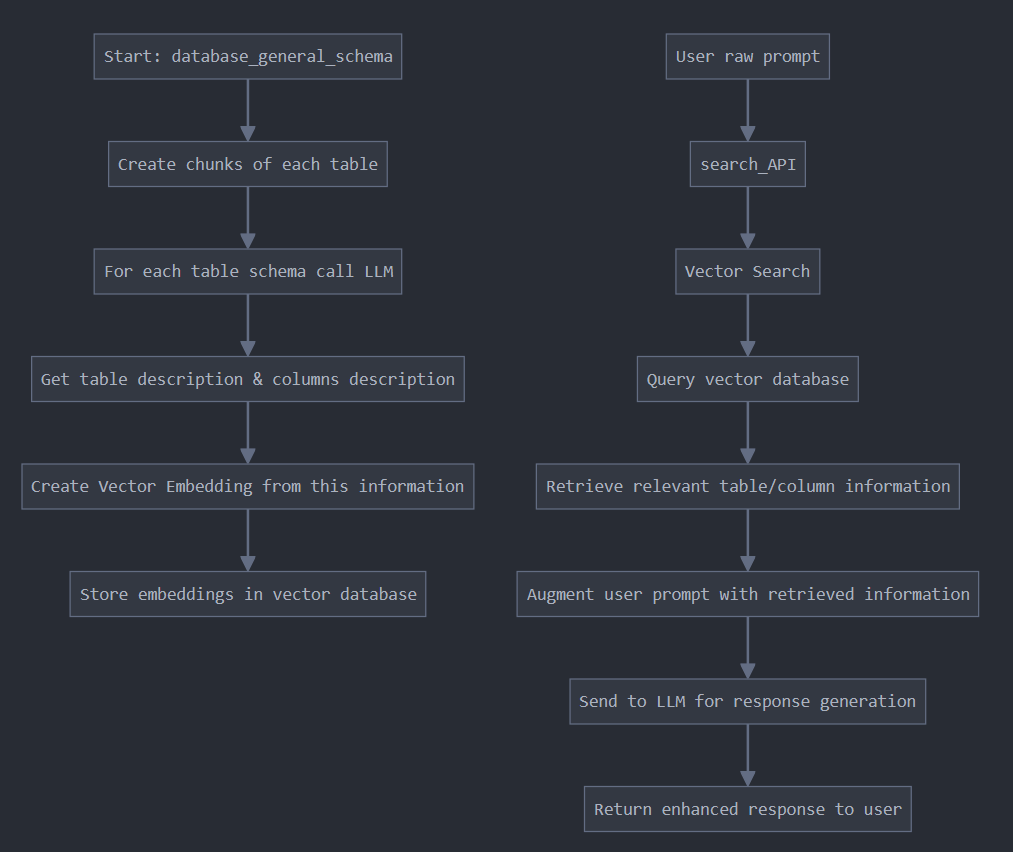 Start: database_general_schema
Create chunks of each table
For each table schema call LLM
Get table description & columns description
Create Vector Embedding from this information
Store embeddings in vector database
User raw prompt
search_API
Vector Search
Query vector database
Retrieve relevant table/column information
Augment user prompt with retrieved information
Send to LLM for response generation
Return enhanced response to user